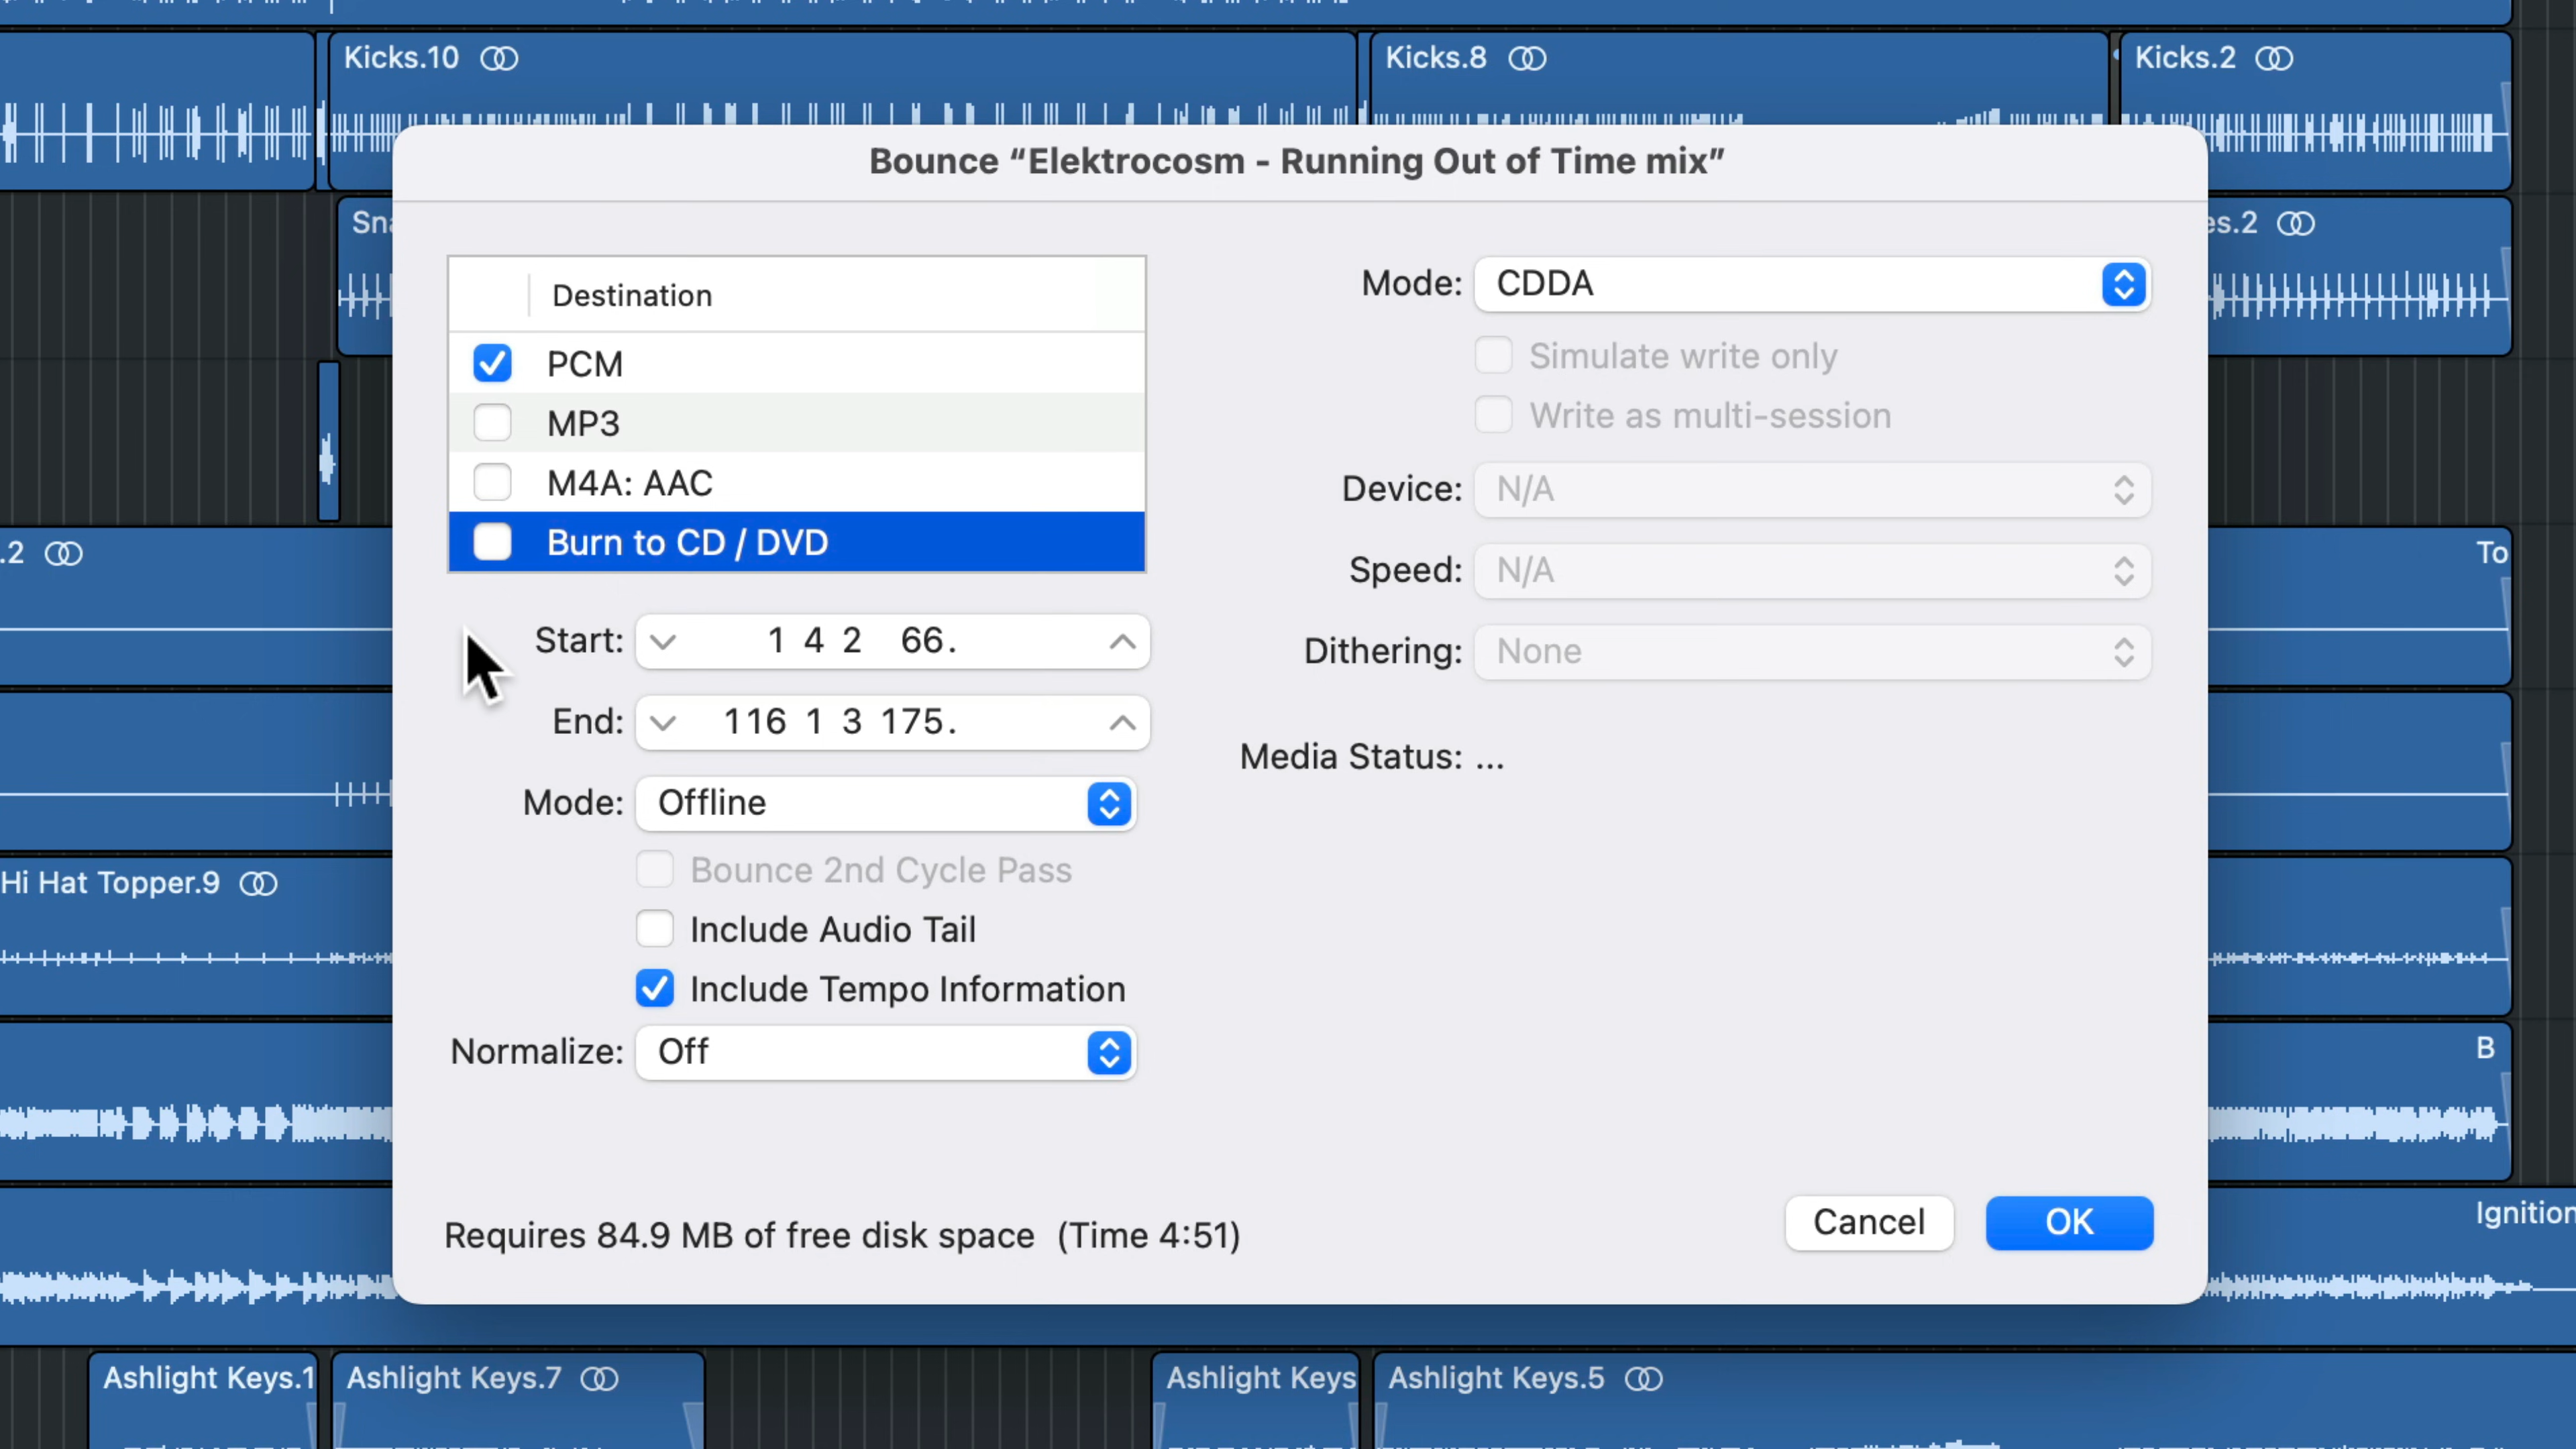 Kicks.10
Kicks.8
Kicks.2
Bounce “Elektrocosm - Running Out of Time mix”
Sna
es.2
Destination
Mode: CDDA
PCM
Simulate write only
MP3
Write as multi-session
M4A: AAC
Device: N/A
Burn to CD / DVD
.2
To
Speed: N/A
Start: 1 4 2 66.
Dithering: None
End: 116 1 3 175.
Media Status: ...
Mode: Offline
Bounce 2nd Cycle Pass
Hi Hat Topper.9
Include Audio Tail
Include Tempo Information
Normalize: Off
B
Requires 84.9 MB of free disk space (Time 4:51)
Cancel
OK
Ignition
Ashlight Keys.1
Ashlight Keys.7
Ashlight Keys
Ashlight Keys.5